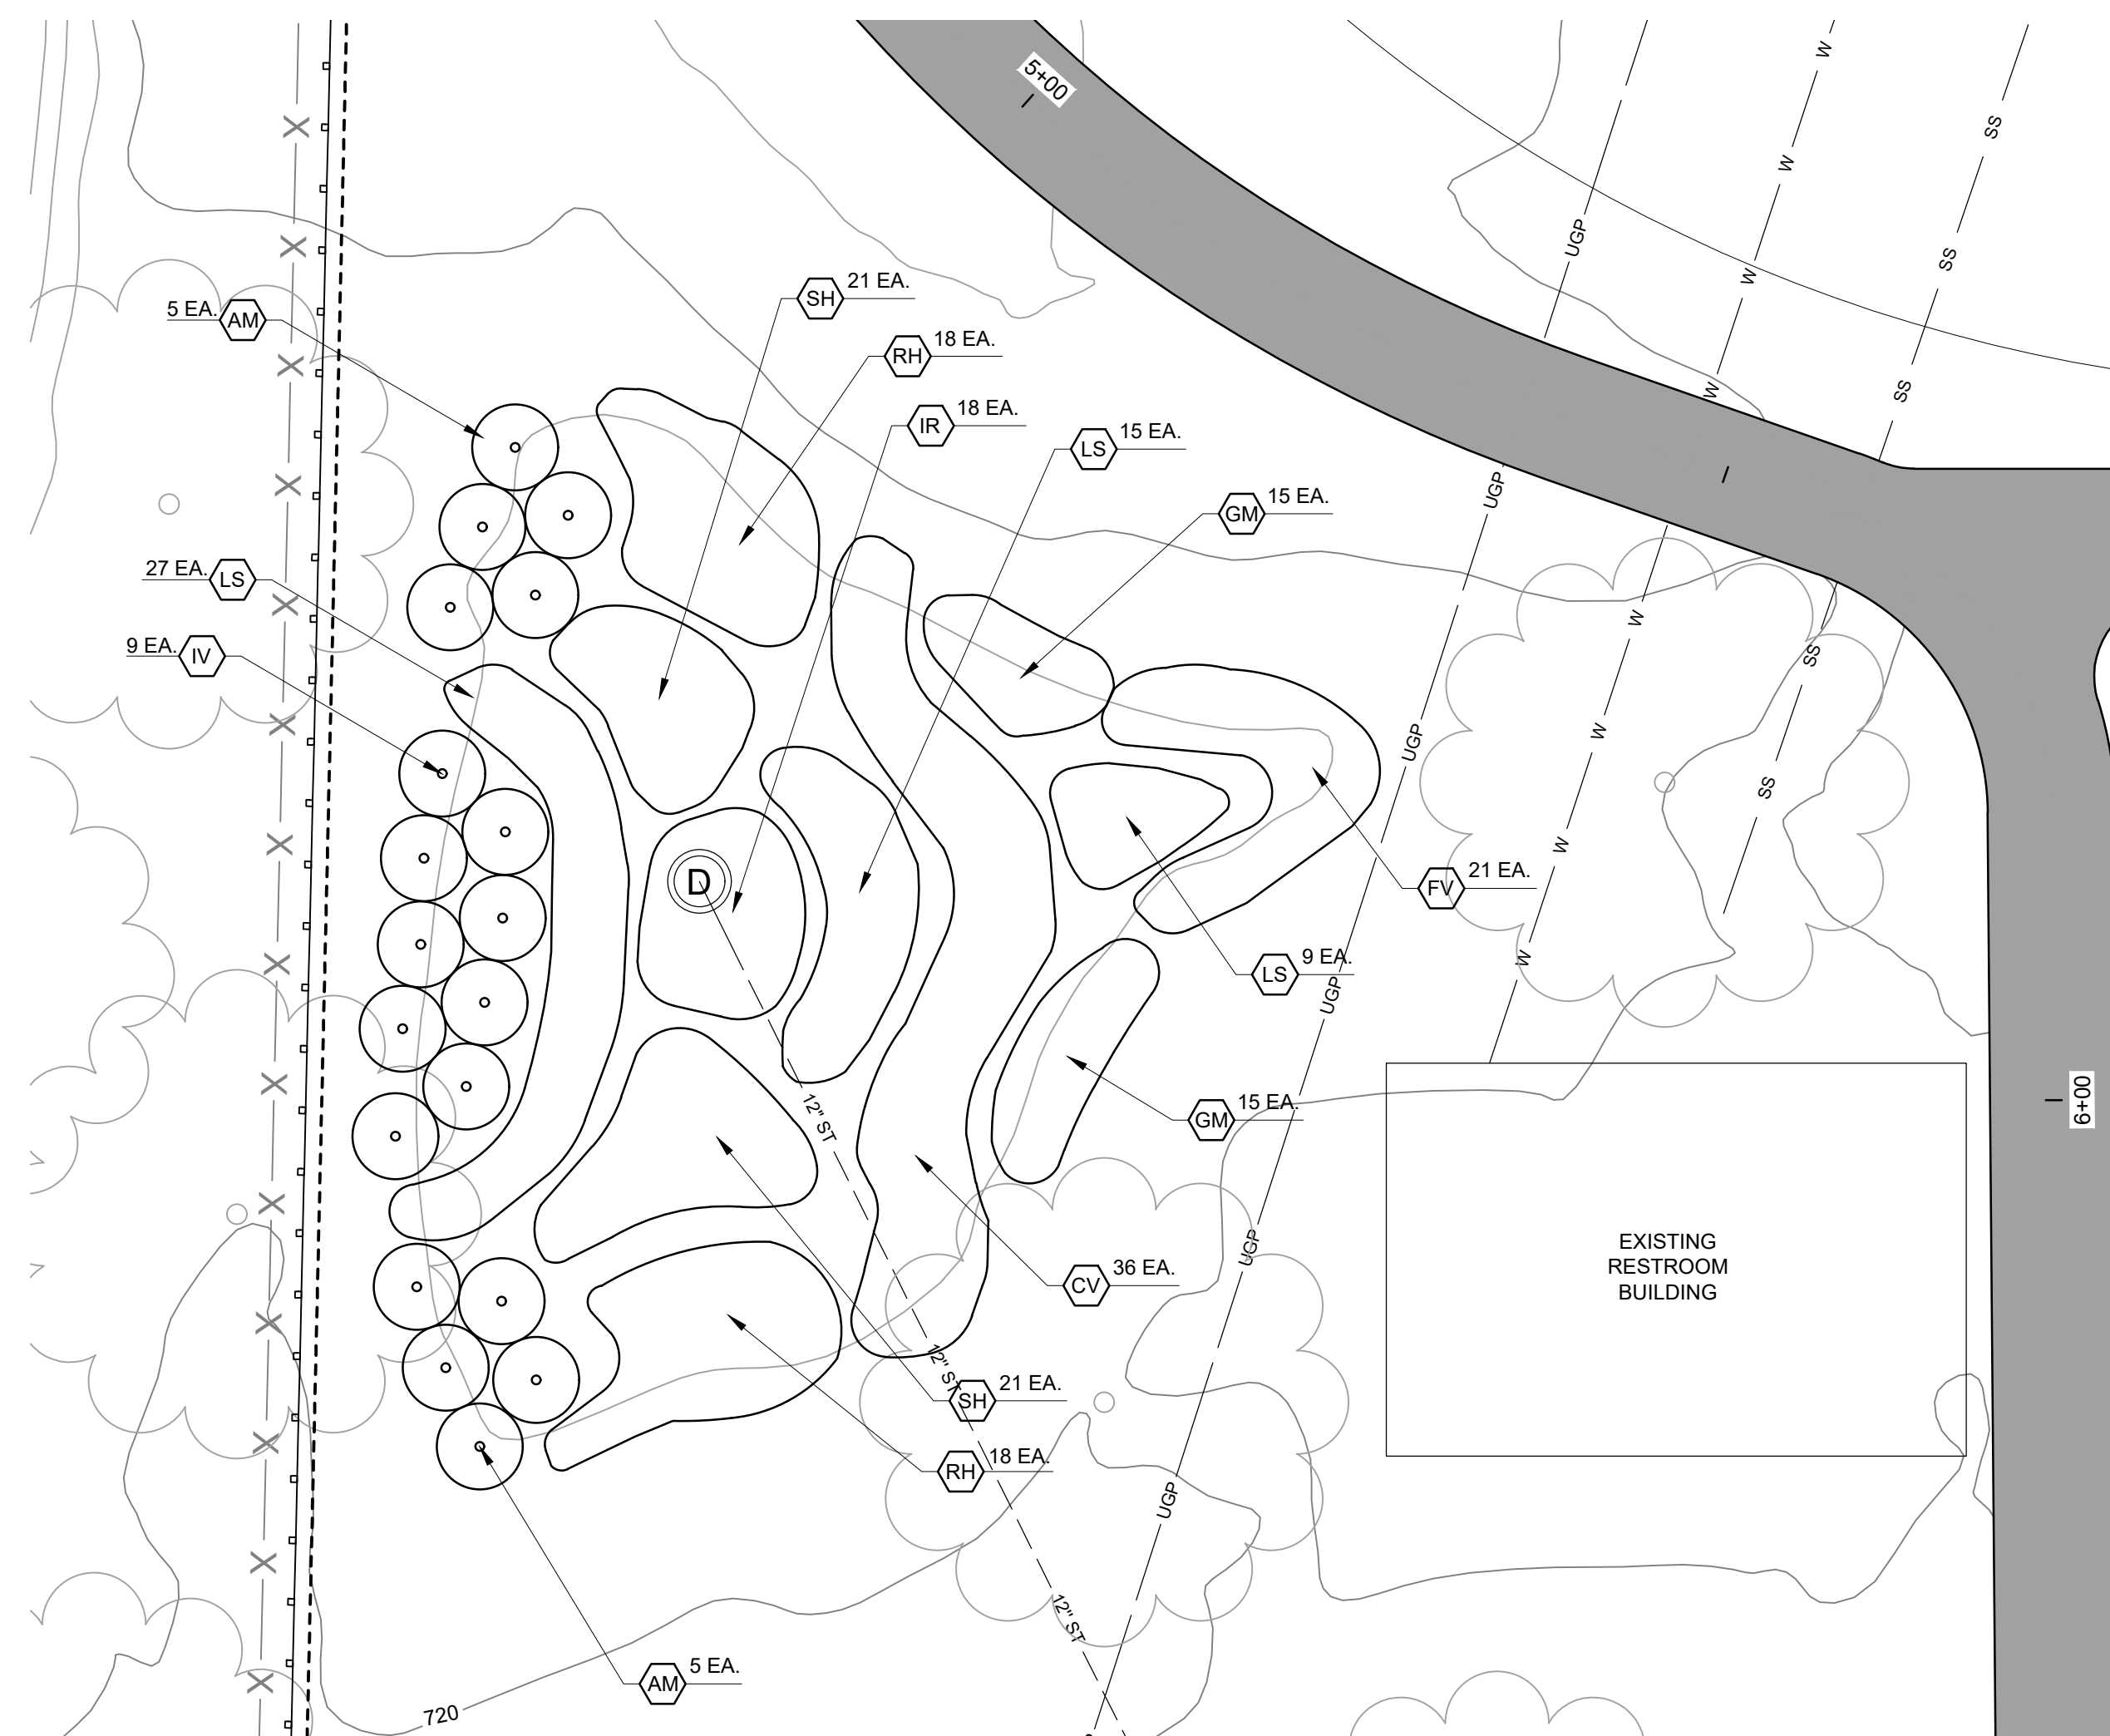 5+00
W
W
W
W
SS
SS
SS
UGP
21 EA.
SH
5 EA.
AM
18 EA.
RH
18 EA.
IR
15 EA.
LS
15 EA.
GM
UGP
27 EA.
LS
9 EA.
IV
W
SS
W
UGP
SS
W
D
21 EA.
FV
W
9 EA.
LS
UGP
15 EA.
GM
12" ST
6+00
UGP
EXISTING
RESTROOM
BUILDING
36 EA.
CV
12" ST
21 EA.
SH
18 EA.
RH
UGP
12" ST
5 EA.
AM
720